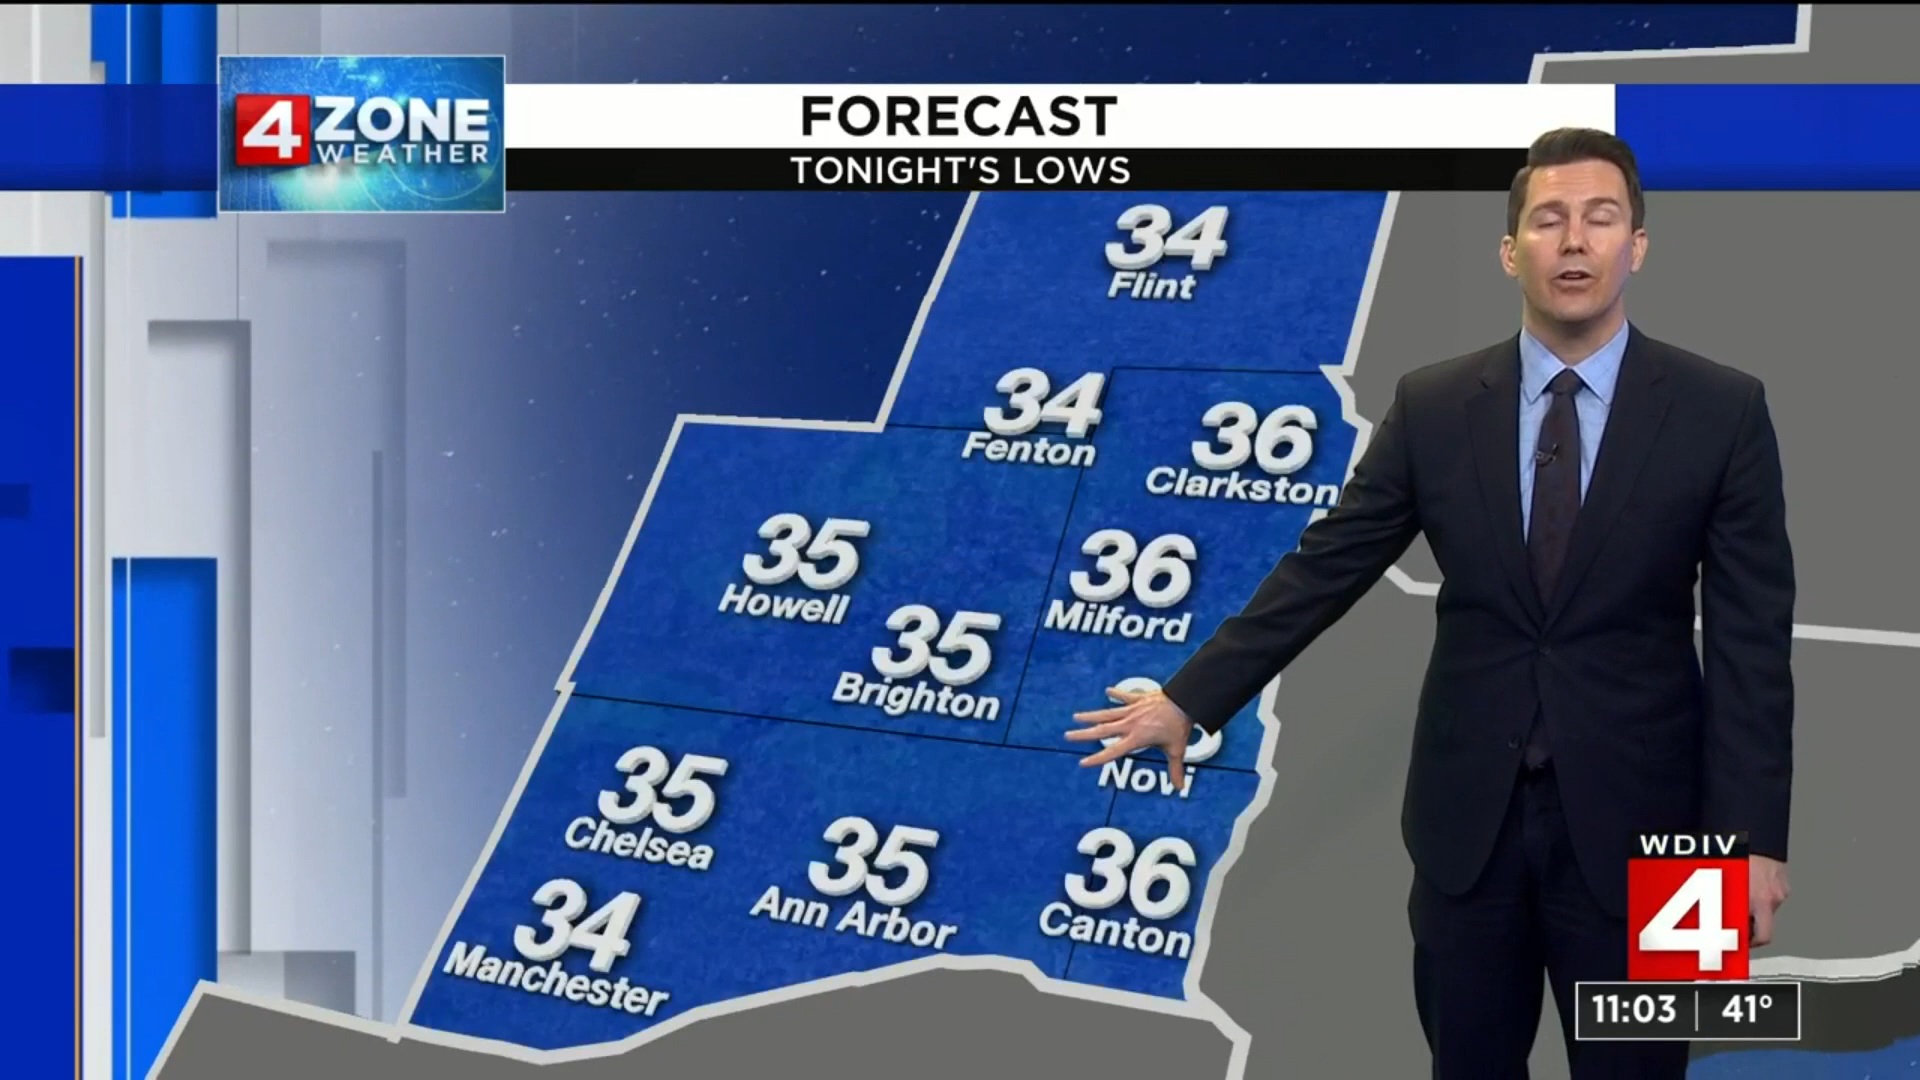 4 ZONE
WEATHER
FORECAST
TONIGHT'S LOWS
34
Flint
34
Fenton
36
Clarkston
35
Howell
36
Milford
35
Brighton
Novi
35
Chelsea
35
Ann Arbor
36
Canton
34
Manchester
WDIV
4
11:03 | 41°